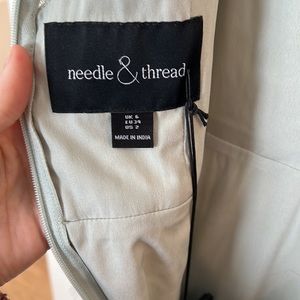 needle & thread
UK 6
EU 34
US 2
MADE IN INDIA